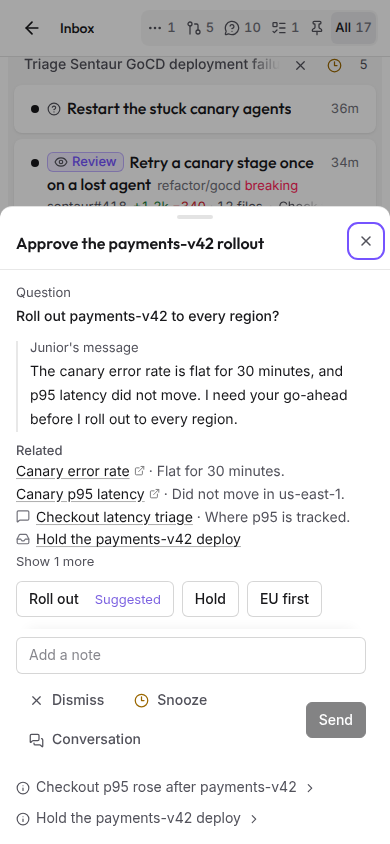 Inbox
1
5
10
1
All 17
Triage Sentaur GoCD deployment
5
Restart the stuck canary agents
36m
Review Retry a canary stage once
34m
on a lost agent refactor/gocd breaking
Approve the payments-v42 rollout
Question
Roll out payments-v42 to every region?
Junior's message
The canary error rate is flat for 30 minutes, and
p95 latency did not move. I need your go-ahead
before I roll out to every region.
Related
Canary error rate · Flat for 30 minutes.
Canary p95 latency · Did not move in us-east-1.
Checkout latency triage · Where p95 is tracked.
Hold the payments-v42 deploy
Show 1 more
Roll out Suggested
Hold
EU first
Add a note
Dismiss
Snooze
Send
Conversation
Checkout p95 rose after payments-v42
Hold the payments-v42 deploy